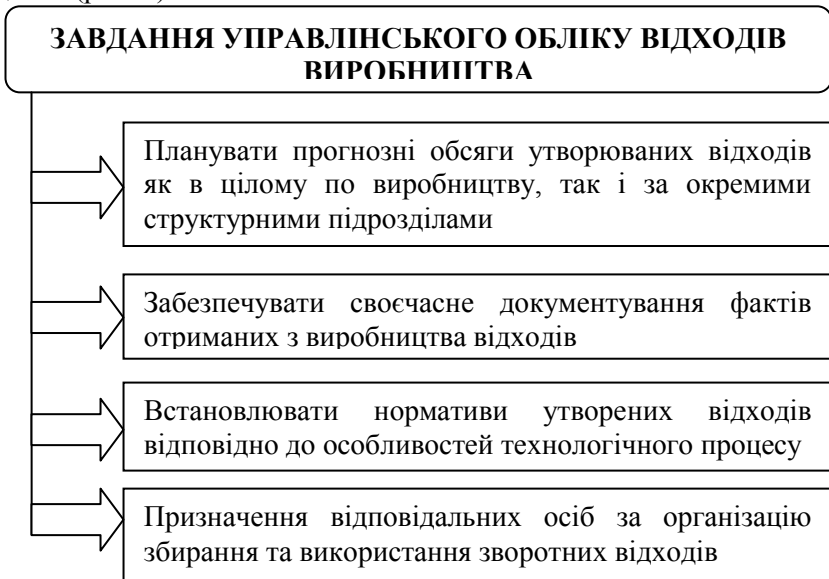 ЗАВДАННЯ УПРАВЛІНСЬКОГО ОБЛІКУ ВІДХОДІВ
ВИРОБНИЦТВА
Планувати прогнозні обсяги утворюваних відходів
як в цілому по виробництву, так і за окремими
структурними підрозділами
Забезпечувати своєчасне документування фактів
отриманих з виробництва відходів
Встановлювати нормативи утворених відходів
відповідно до особливостей технологічного процесу
Призначення відповідальних осіб за організацію
збирання та використання зворотних відходів